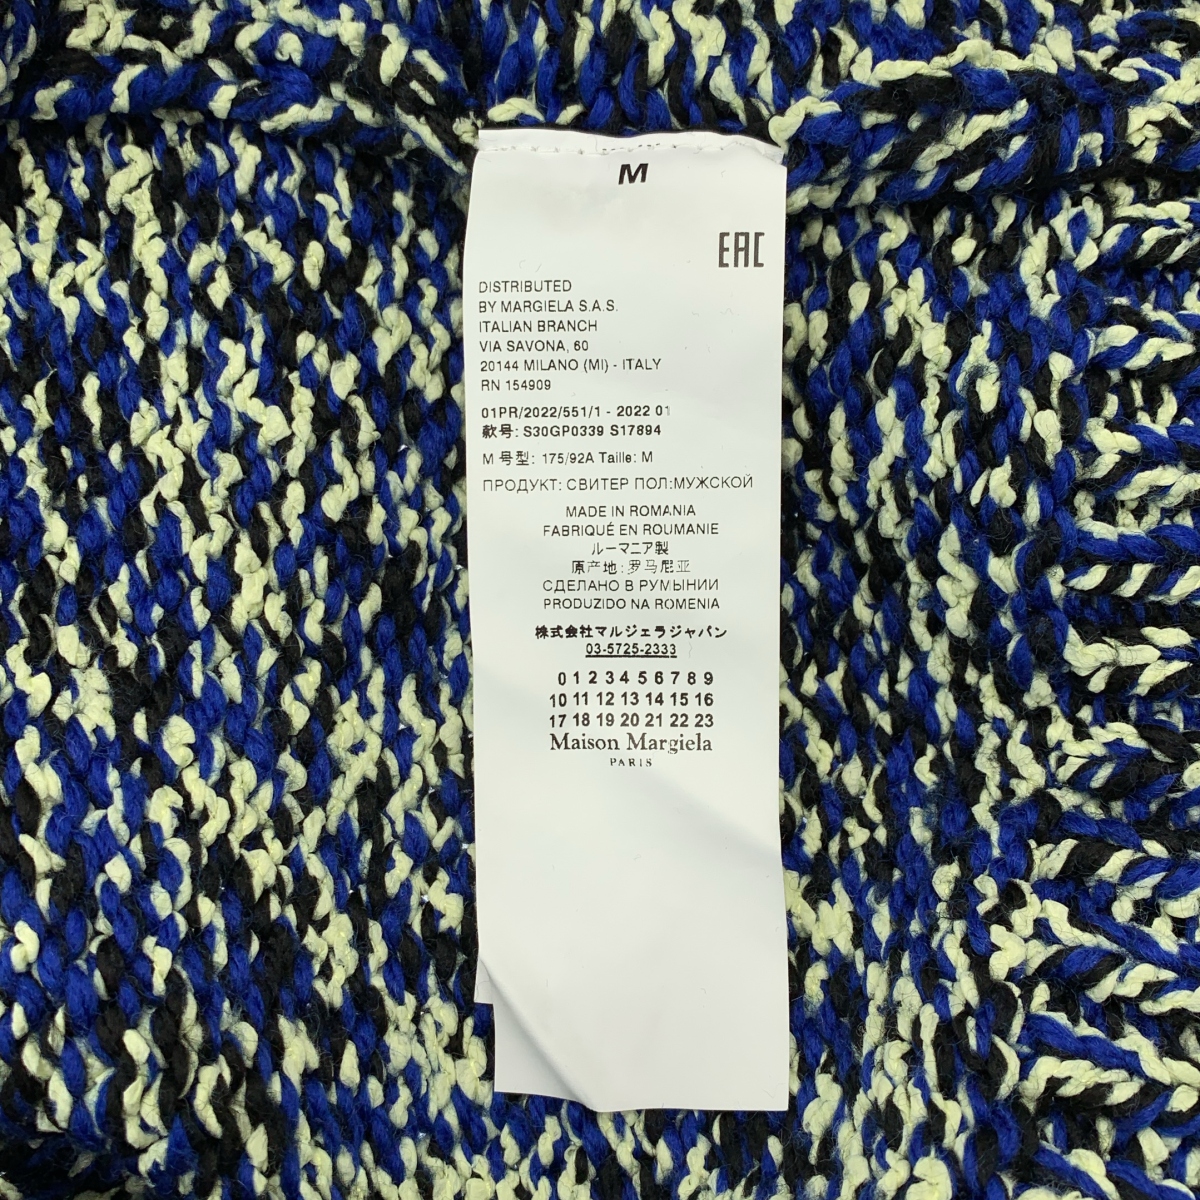 M
EAC
DISTRIBUTED
BY MARGIELA S.A.S.
ITALIAN BRANCH
VIA SAVONA, 60
20144 MILANO (MI) - ITALY
RN 154909
01PR/2022/551/1 - 2022 01
款号: S30GP0339 S17894
M 号型: 175/92A Taille: M
ПРОДУКТ: СВИТЕР ПОЛ:МУЖСКОЙ
MADE IN ROMANIA
FABRIQUÉ EN ROUMANIE
ルーマニア製
原产地: 罗马尼亚
СДЕЛАНО В РУМЫНИИ
PRODUZIDO NA ROMENIA
株式会社マルジェラジャパン
03-5725-2333
0 1 2 3 4 5 6 7 8 9
10 11 12 13 14 15 16
17 18 19 20 21 22 23
Maison Margiela
PARIS